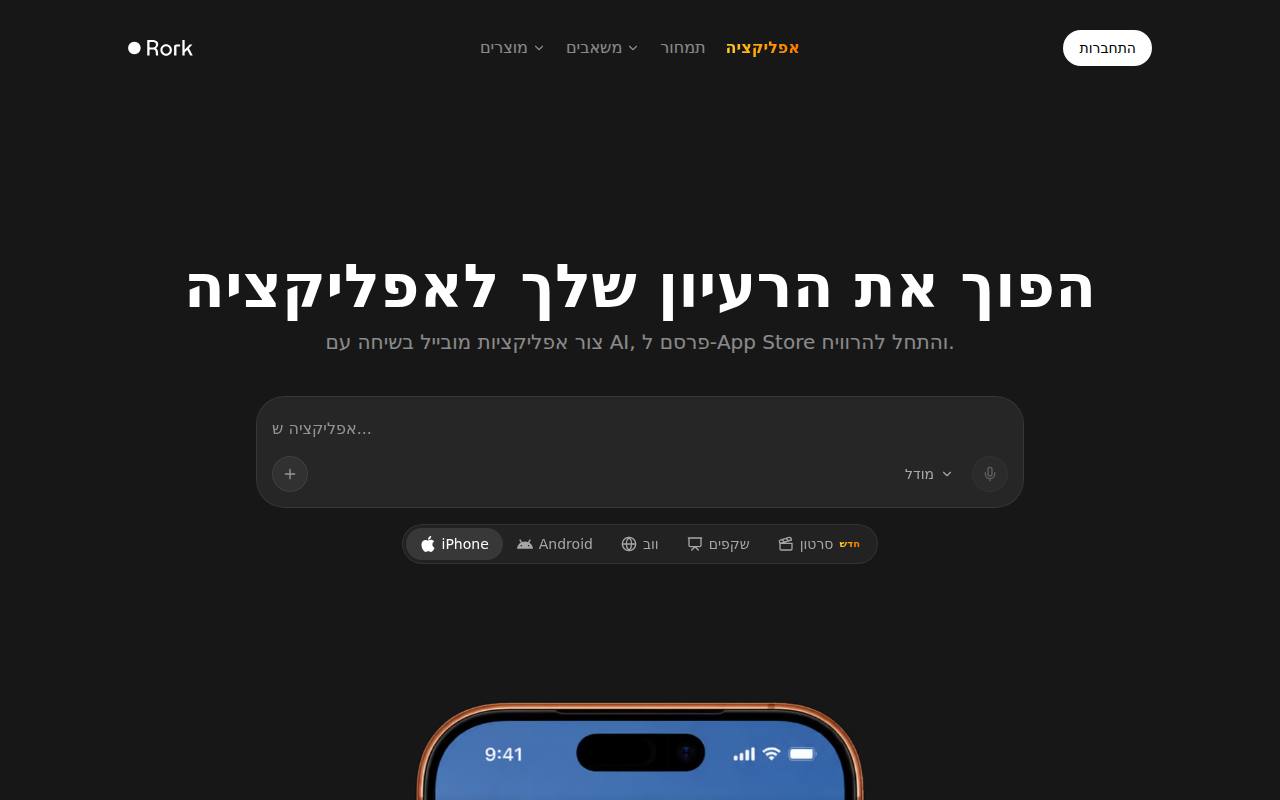 Rork
מוצרים
משאבים
תמחור
אפליקציה
התחברות
הפוך את הרעיון שלך לאפליקציה
צור אפליקציות מובייל בשיחה עם AI, פרסם ל-App Store והתחל להרוויח.
אפליקציה ש...
מודל
iPhone
Android
ווב
שקפים
סרטון חדש
9:41